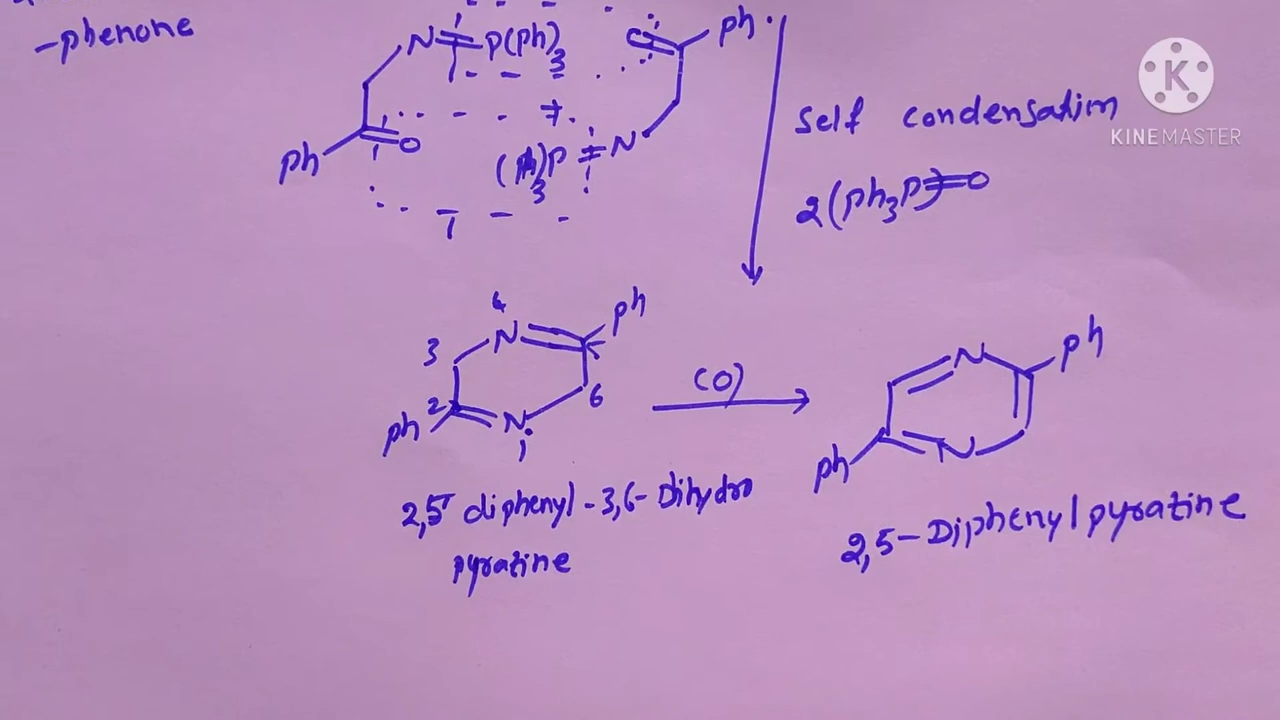 -phenone
N=P(Ph)3
O
Ph
+
Ph
O
(Ph)3P=N
Self condensation
2(Ph3P)=O
K
KINEMASTER
4
N
Ph
3
6
2
Ph
N
1
(O)
N
Ph
Ph
N
2,5 diphenyl-3,6-Dihydro
pyrazine
2,5-Diphenylpyrazine